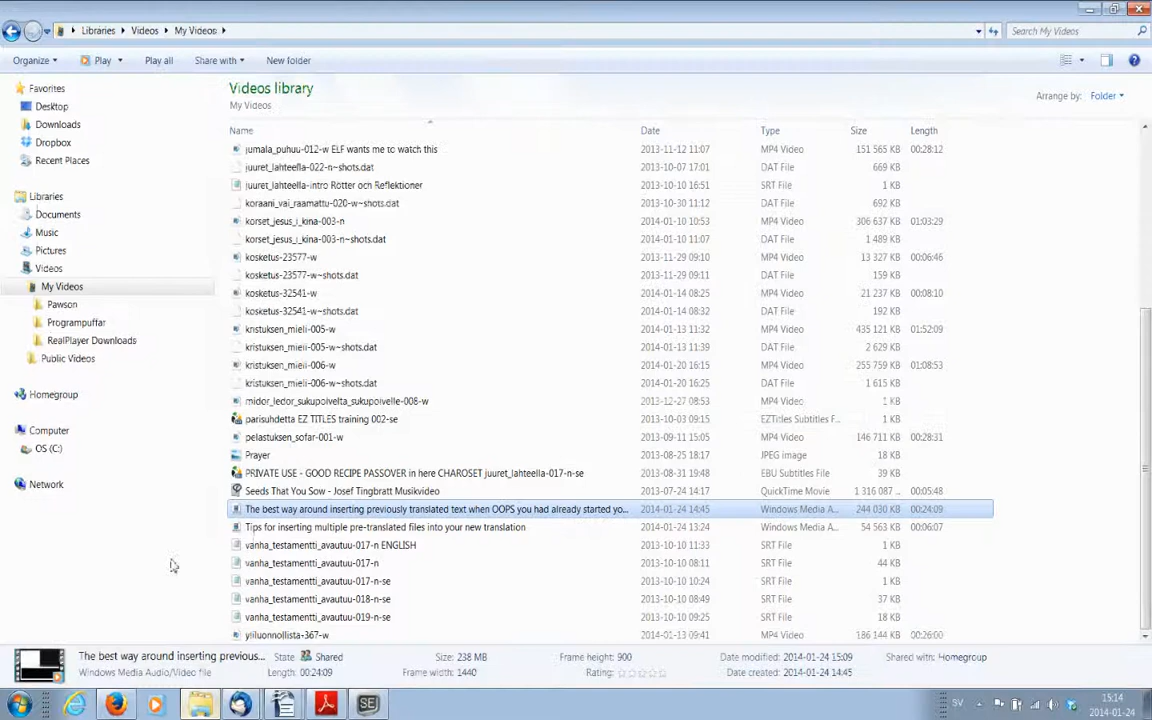 Libraries Videos My Videos
Search My Videos
Organize Play Play all Share with New folder
Favorites
Desktop
Downloads
Dropbox
Recent Places
Libraries
Documents
Music
Pictures
Videos
My Videos
Pawson
Programpuffar
RealPlayer Downloads
Public Videos
Homegroup
Computer
OS (C:)
Network
Videos library
My Videos
Arrange by: Folder
Name Date Type Size Length
jumala_puhuu-012-w ELF wants me to watch this 2013-11-12 11:07 MP4 Video 151 565 KB 00:28:12
juuret_lahteella-022-n~shots.dat 2013-10-07 17:01 DAT File 669 KB
juuret_lahteella-intro Rötter och Reflektioner 2013-10-10 16:51 SRT File 1 KB
koraani_vai_raamattu-020-w~shots.dat 2013-10-30 11:12 DAT File 692 KB
korset_jesus_i_kina-003-n 2014-01-10 10:53 MP4 Video 306 637 KB 01:03:29
korset_jesus_i_kina-003-n~shots.dat 2014-01-10 11:07 DAT File 1 489 KB
kosketus-23577-w 2013-11-29 09:10 MP4 Video 13 327 KB 00:06:46
kosketus-23577-w~shots.dat 2013-11-29 09:11 DAT File 159 KB
kosketus-32541-w 2014-01-14 08:25 MP4 Video 21 237 KB 00:08:10
kosketus-32541-w~shots.dat 2014-01-14 08:32 DAT File 192 KB
kristuksen_mieli-005-w 2014-01-13 11:32 MP4 Video 435 121 KB 01:52:09
kristuksen_mieli-005-w~shots.dat 2014-01-13 11:39 DAT File 2 629 KB
kristuksen_mieli-006-w 2014-01-20 16:15 MP4 Video 255 759 KB 01:08:53
kristuksen_mieli-006-w~shots.dat 2014-01-20 16:25 DAT File 1 615 KB
midor_ledor_sukupolvelta_sukupolvelle-008-w 2013-12-27 08:53 MP4 Video 1 KB
parisuhdetta EZ TITLES training 002-se 2013-10-03 09:15 EZTitles Subtitles F... 1 KB
pelastuksen_sofar-001-w 2013-09-11 15:05 MP4 Video 146 711 KB 00:28:31
Prayer 2013-08-25 18:17 JPEG image 18 KB
PRIVATE USE - GOOD RECIPE PASSOVER in here CHAROSET juuret_lahteella-017-n-se 2013-08-31 19:48 EBU Subtitles File 39 KB
Seeds That You Sow - Josef Tingbratt Musikvideo 2013-07-24 14:17 QuickTime Movie 1 316 087 ... 00:05:48
The best way around inserting previously translated text when OOPS you had already started yo... 2014-01-24 14:45 Windows Media A... 244 030 KB 00:24:09
Tips for inserting multiple pre-translated files into your new translation 2014-01-24 13:24 Windows Media A... 54 563 KB 00:06:07
vanha_testamentti_avautuu-017-n ENGLISH 2013-10-10 11:33 SRT File 1 KB
vanha_testamentti_avautuu-017-n 2013-10-10 08:11 SRT File 44 KB
vanha_testamentti_avautuu-017-n-se 2013-10-10 10:24 SRT File 1 KB
vanha_testamentti_avautuu-018-n-se 2013-10-10 08:49 SRT File 37 KB
vanha_testamentti_avautuu-019-n-se 2013-10-10 09:25 SRT File 18 KB
yliluonnollista-367-w 2014-01-13 09:41 MP4 Video 186 144 KB 00:26:00
The best way around inserting previous... State: Shared Size: 238 MB Frame height: 900 Date modified: 2014-01-24 15:09 Shared with: Homegroup
Windows Media Audio/Video file Length: 00:24:09 Frame width: 1440 Rating: Date created: 2014-01-24 14:45
SE
SV
15:14
2014-01-24